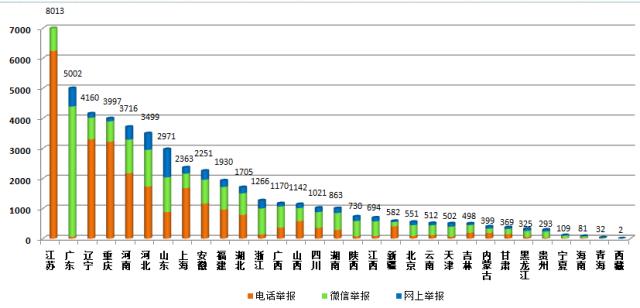 8013
7000
6000
5000
4000
3000
2000
1000
0
5002
4160
3997
3716
3499
2971
2363
2251
1930
1705
1266
1170
1142
1021
863
730
694
582
551
512
502
498
399
369
325
293
109
81
32
2
江苏
广东
辽宁
重庆
河南
河北
山东
上海
安徽
福建
湖北
浙江
广西
山西
四川
湖南
陕西
江西
新疆
北京
云南
天津
吉林
内蒙古
甘肃
黑龙江
贵州
宁夏
海南
青海
西藏
电话举报 微信举报 网上举报